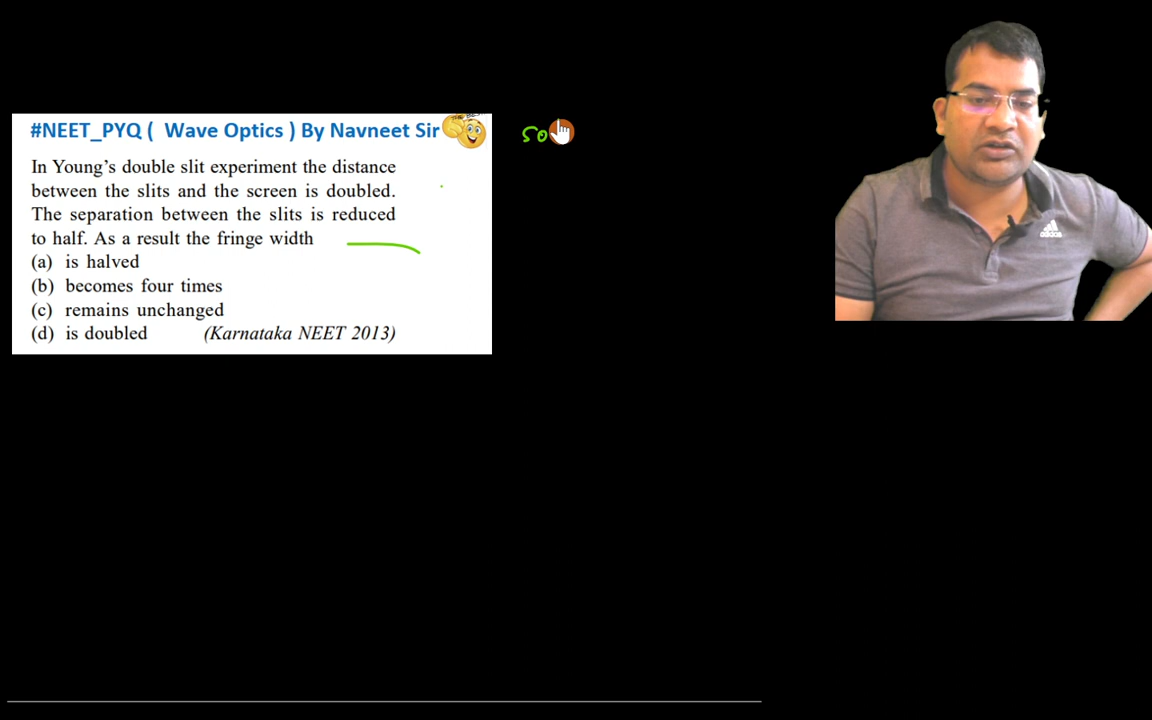 #NEET_PYQ ( Wave Optics ) By Navneet Sir
In Young's double slit experiment the distance
between the slits and the screen is doubled.
The separation between the slits is reduced
to half. As a result the fringe width
(a) is halved
(b) becomes four times
(c) remains unchanged
(d) is doubled (Karnataka NEET 2013)
so
adidas